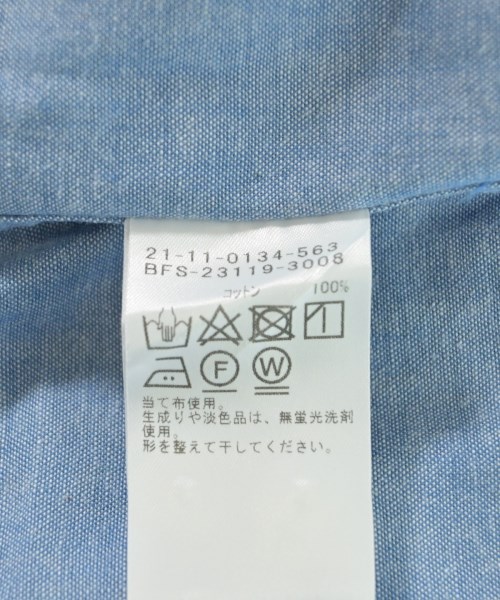 21-11-0134-563
BFS-23119-3008
コットン 100%
F W
当て布使用。
生成りや淡色品は、無蛍光洗剤
使用。
形を整えて干してください。